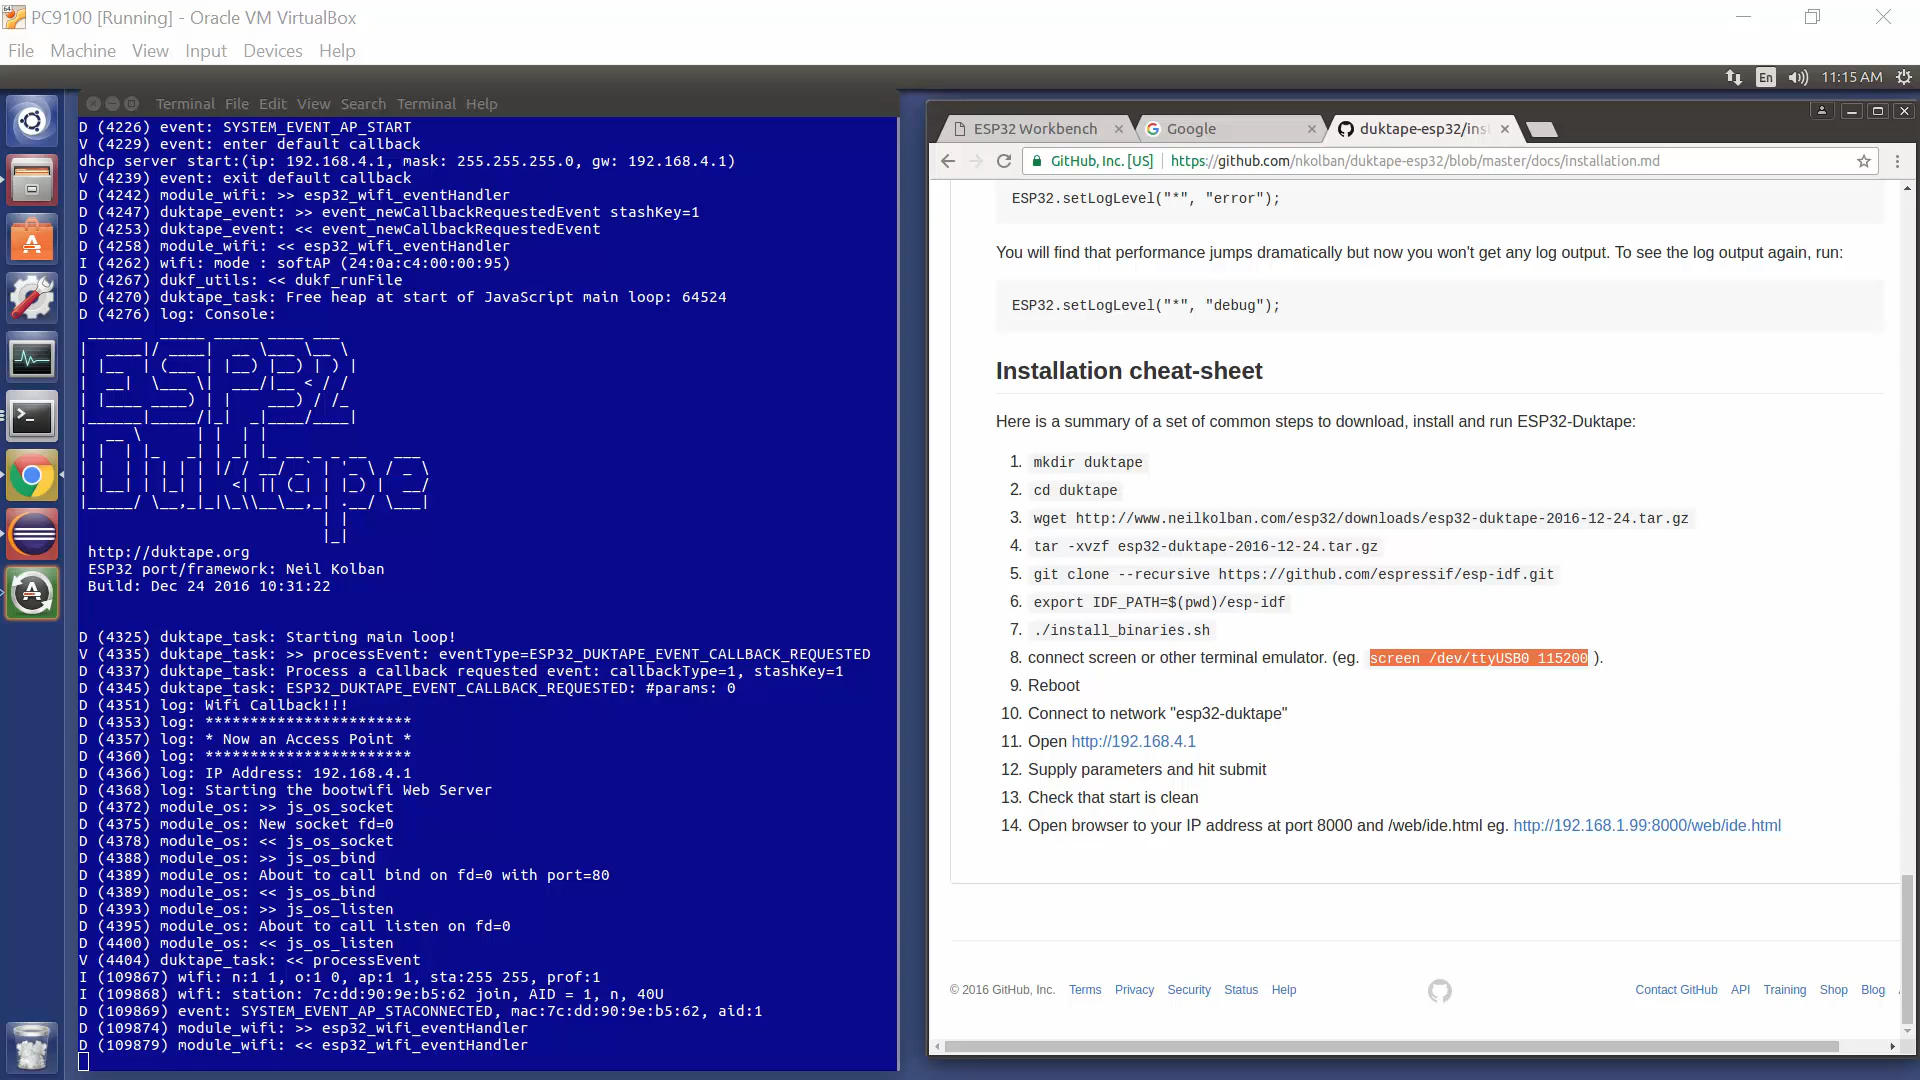 PC9100 [Running] - Oracle VM VirtualBox
File Machine View Input Devices Help
En 11:15 AM
Terminal File Edit View Search Terminal Help
D (4226) event: SYSTEM_EVENT_AP_START
V (4229) event: enter default callback
dhcp server start:(ip: 192.168.4.1, mask: 255.255.255.0, gw: 192.168.4.1)
V (4239) event: exit default callback
D (4242) module_wifi: >> esp32_wifi_eventHandler
D (4247) duktape_event: >> event_newCallbackRequestedEvent stashKey=1
D (4253) duktape_event: << event_newCallbackRequestedEvent
D (4258) module_wifi: << esp32_wifi_eventHandler
I (4262) wifi: mode : softAP (24:0a:c4:00:00:95)
D (4267) dukf_utils: << dukf_runFile
D (4270) duktape_task: Free heap at start of JavaScript main loop: 64524
D (4276) log: Console:
ESP32
Duktape
http://duktape.org
ESP32 port/framework: Neil Kolban
Build: Dec 24 2016 10:31:22
D (4325) duktape_task: Starting main loop!
V (4335) duktape_task: >> processEvent: eventType=ESP32_DUKTAPE_EVENT_CALLBACK_REQUESTED
D (4337) duktape_task: Process a callback requested event: callbackType=1, stashKey=1
D (4345) duktape_task: ESP32_DUKTAPE_EVENT_CALLBACK_REQUESTED: #params: 0
D (4351) log: Wifi Callback!!!
D (4353) log: ***********************
D (4357) log: * Now an Access Point *
D (4360) log: ***********************
D (4366) log: IP Address: 192.168.4.1
D (4368) log: Starting the bootwifi Web Server
D (4372) module_os: >> js_os_socket
D (4375) module_os: New socket fd=0
D (4378) module_os: << js_os_socket
D (4388) module_os: >> js_os_bind
D (4389) module_os: About to call bind on fd=0 with port=80
D (4389) module_os: << js_os_bind
D (4393) module_os: >> js_os_listen
D (4395) module_os: About to call listen on fd=0
D (4400) module_os: << js_os_listen
V (4404) duktape_task: << processEvent
I (109867) wifi: n:1 1, o:1 0, ap:1 1, sta:255 255, prof:1
I (109868) wifi: station: 7c:dd:90:9e:b5:62 join, AID = 1, n, 40U
D (109869) event: SYSTEM_EVENT_AP_STACONNECTED, mac:7c:dd:90:9e:b5:62, aid:1
D (109874) module_wifi: >> esp32_wifi_eventHandler
D (109879) module_wifi: << esp32_wifi_eventHandler
ESP32 Workbench Google duktape-esp32/ins
GitHub, Inc. [US] https://github.com/nkolban/duktape-esp32/blob/master/docs/installation.md
ESP32.setLogLevel("*", "error");
You will find that performance jumps dramatically but now you won't get any log output. To see the log output again, run:
ESP32.setLogLevel("*", "debug");
Installation cheat-sheet
Here is a summary of a set of common steps to download, install and run ESP32-Duktape:
1. mkdir duktape
2. cd duktape
3. wget http://www.neilkolban.com/esp32/downloads/esp32-duktape-2016-12-24.tar.gz
4. tar -xvzf esp32-duktape-2016-12-24.tar.gz
5. git clone --recursive https://github.com/espressif/esp-idf.git
6. export IDF_PATH=$(pwd)/esp-idf
7. ./install_binaries.sh
8. connect screen or other terminal emulator. (eg. screen /dev/ttyUSB0 115200 ).
9. Reboot
10. Connect to network "esp32-duktape"
11. Open http://192.168.4.1
12. Supply parameters and hit submit
13. Check that start is clean
14. Open browser to your IP address at port 8000 and /web/ide.html eg. http://192.168.1.99:8000/web/ide.html
© 2016 GitHub, Inc. Terms Privacy Security Status Help
Contact GitHub API Training Shop Blog